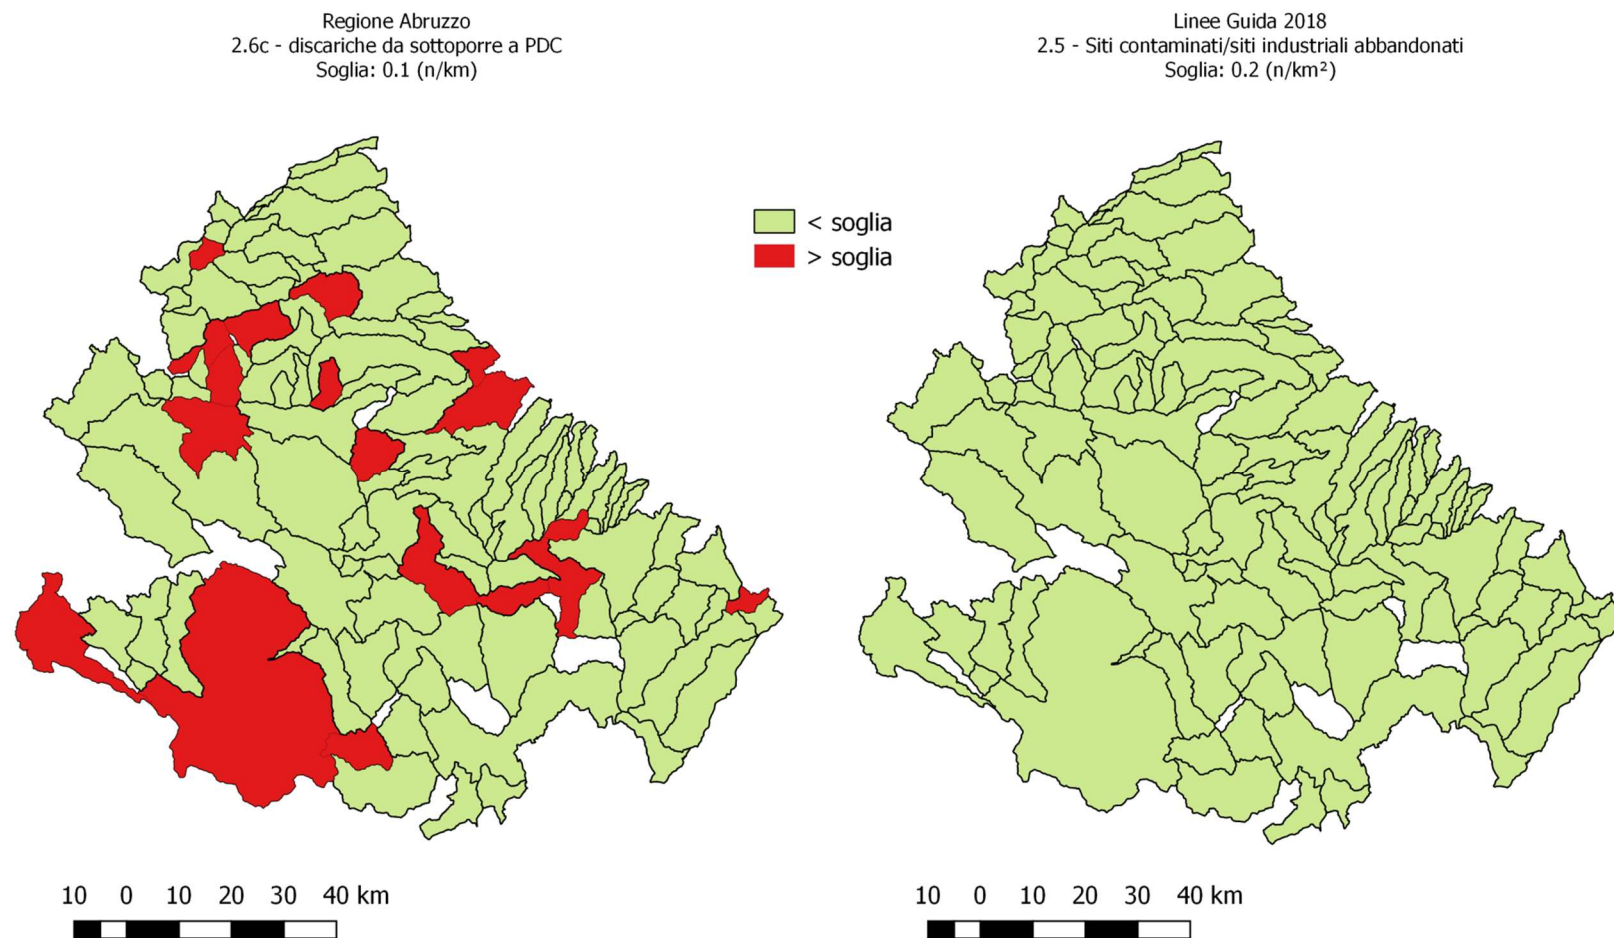 Regione Abruzzo
2.6c - discariche da sottoporre a PDC
Soglia: 0.1 (n/km)
Linee Guida 2018
2.5 - Siti contaminati/siti industriali abbandonati
Soglia: 0.2 (n/km²)
< soglia
> soglia
10 0 10 20 30 40 km
10 0 10 20 30 40 km